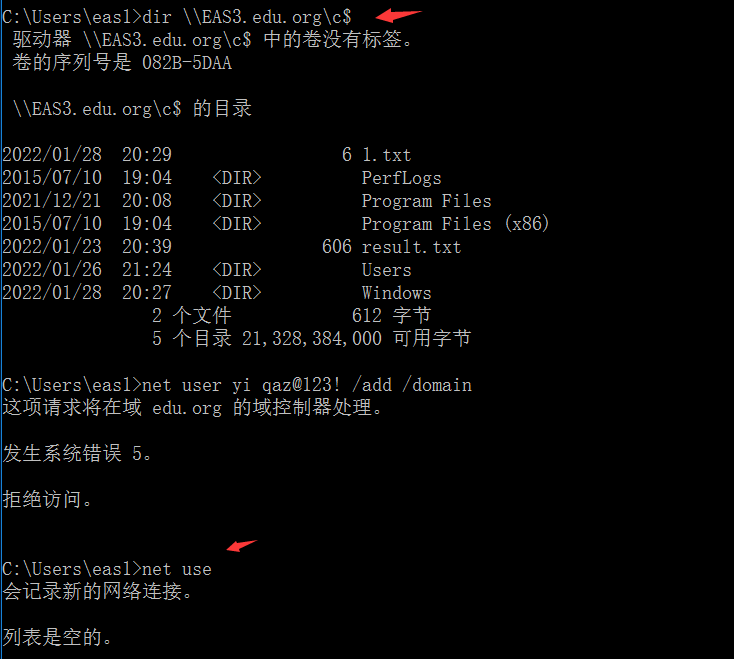 C:\Users\eas1>dir \\EAS3.edu.org\c$
驱动器 \\EAS3.edu.org\c$ 中的卷没有标签。
卷的序列号是 082B-5DAA
\\EAS3.edu.org\c$ 的目录
2022/01/28  20:29                 6 1.txt
2015/07/10  19:04    <DIR>          PerfLogs
2021/12/21  20:08    <DIR>          Program Files
2015/07/10  19:04    <DIR>          Program Files (x86)
2022/01/23  20:39               606 result.txt
2022/01/26  21:24    <DIR>          Users
2022/01/28  20:27    <DIR>          Windows
2 个文件            612 字节
5 个目录 21,328,384,000 可用字节
C:\Users\eas1>net user yi qaz@123! /add /domain
这项请求将在域 edu.org 的域控制器处理。
发生系统错误 5。
拒绝访问。
C:\Users\eas1>net use
会记录新的网络连接。
列表是空的。